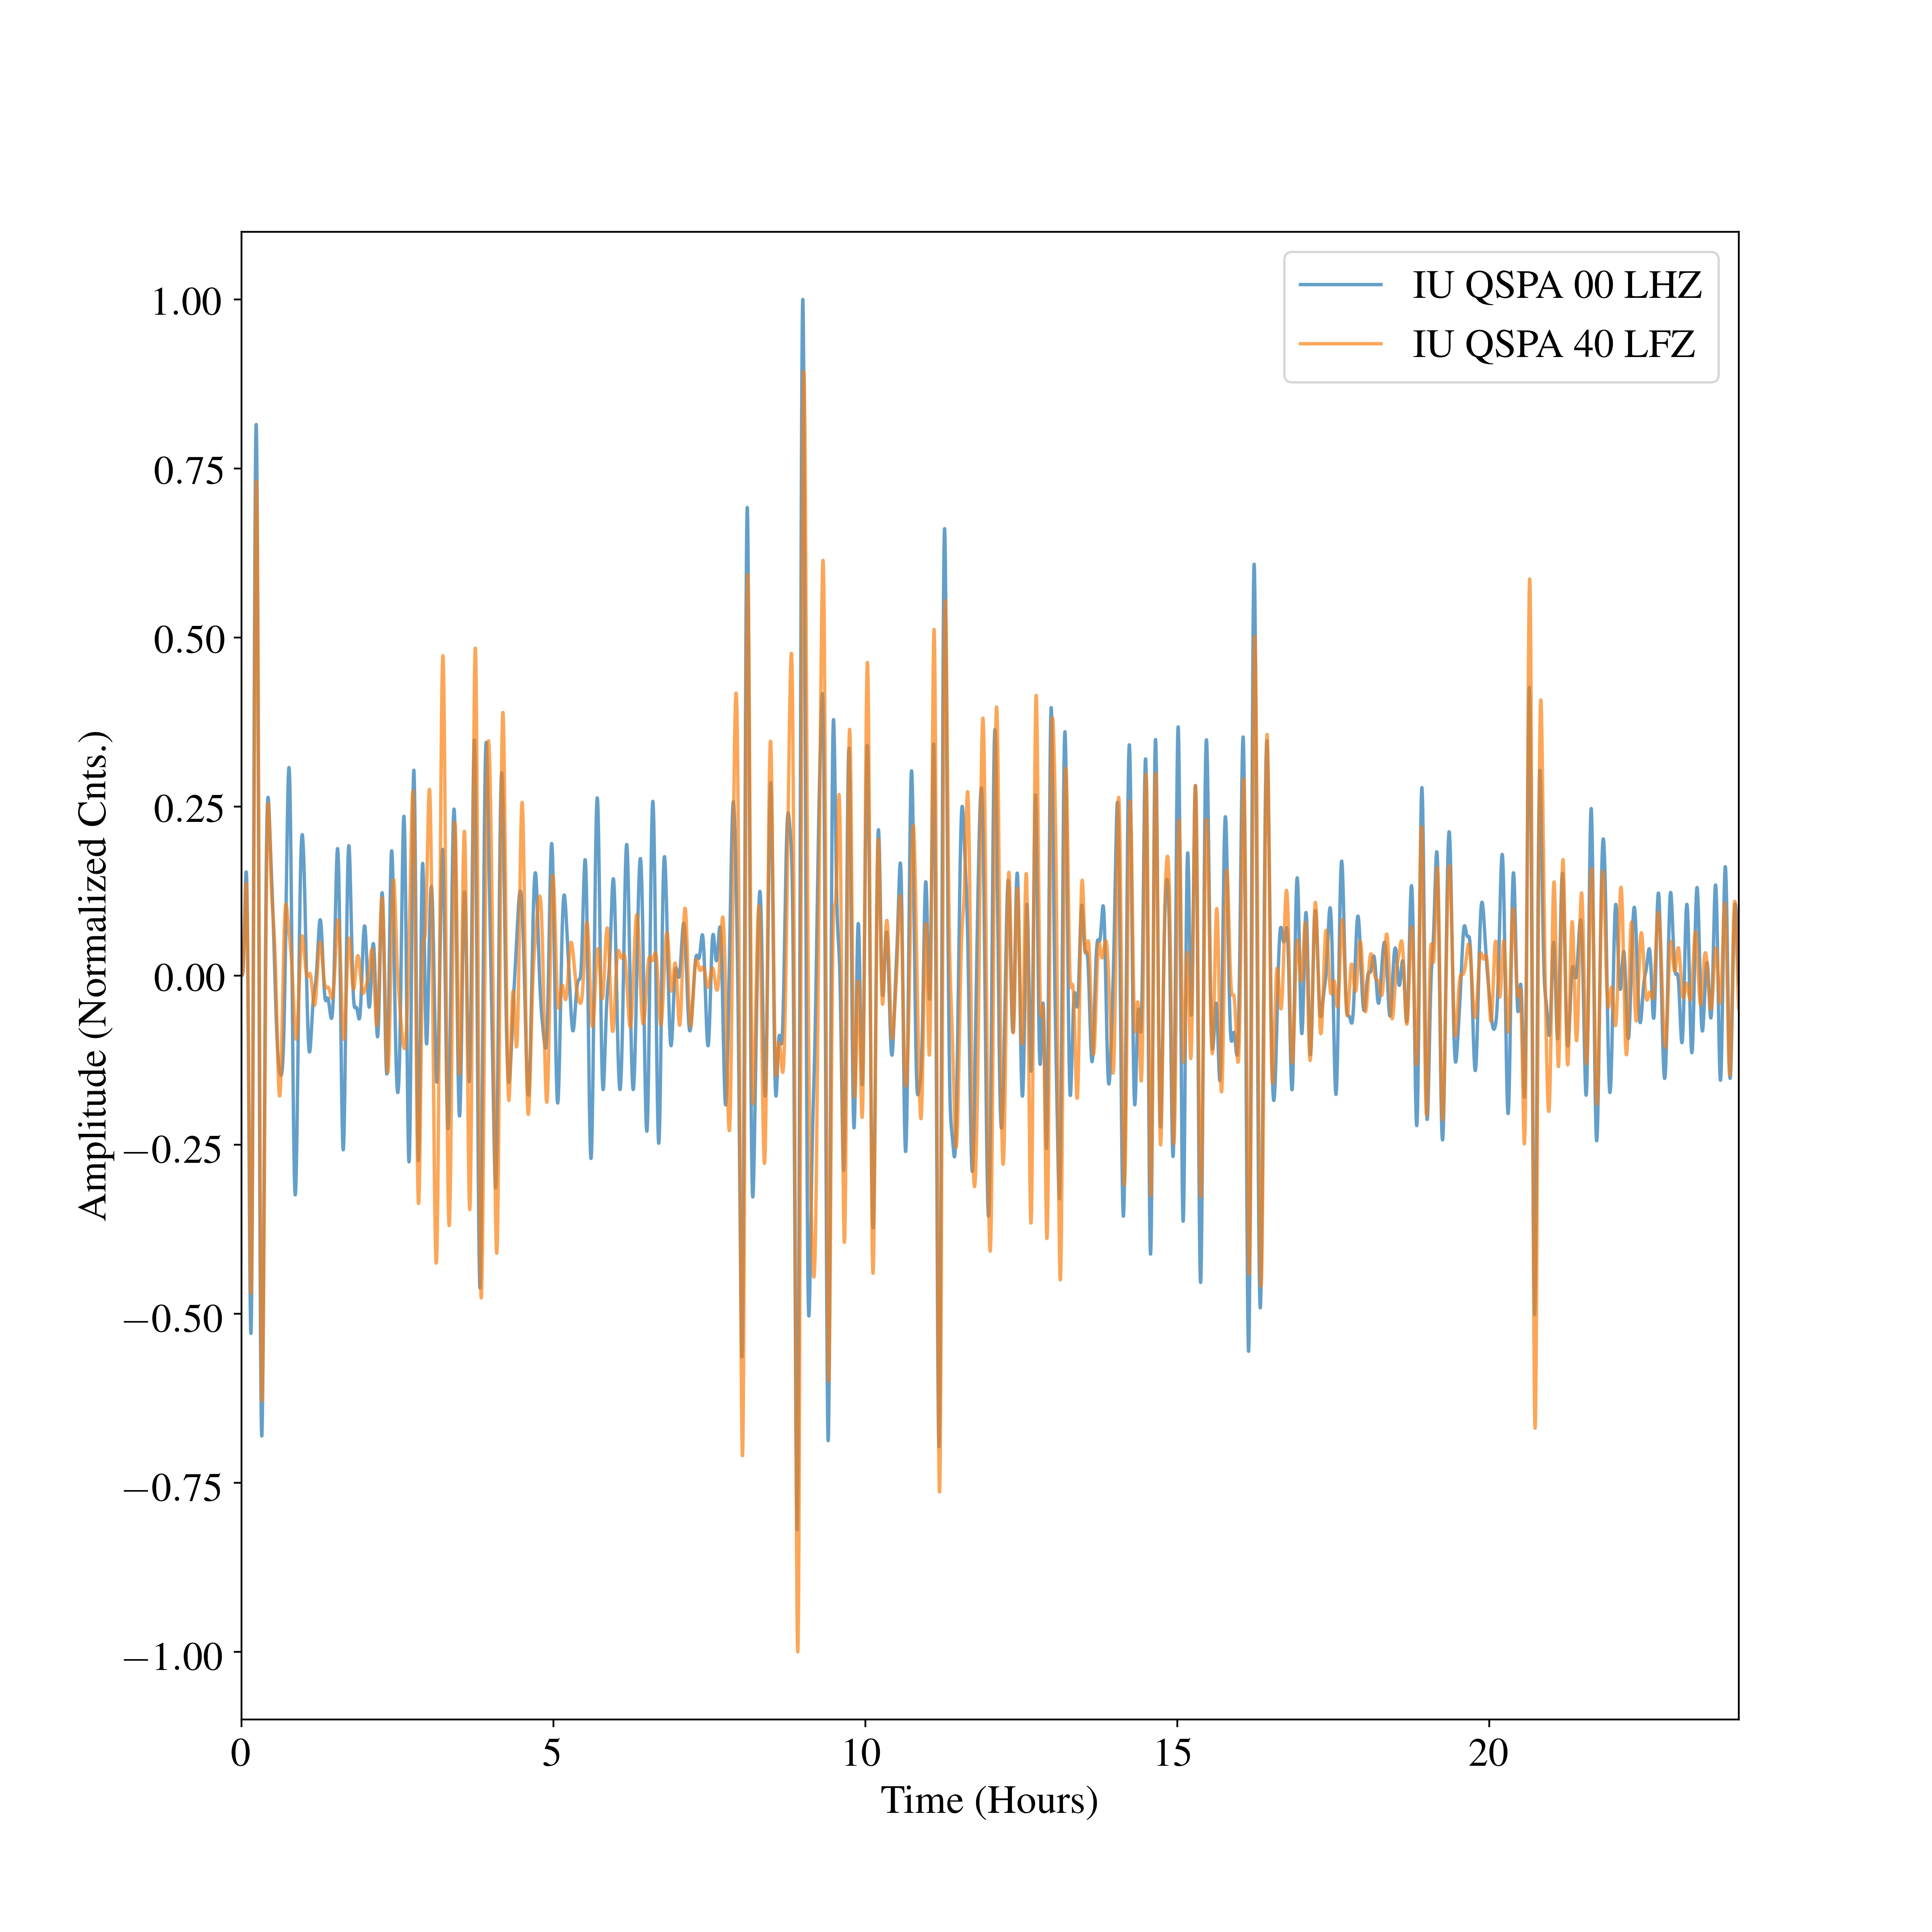 IU QSPA 00 LHZ
IU QSPA 40 LFZ
1.00
0.75
0.50
0.25
0.00
−0.25
−0.50
−0.75
−1.00
Amplitude (Normalized Cnts.)
0 5 10 15 20
Time (Hours)